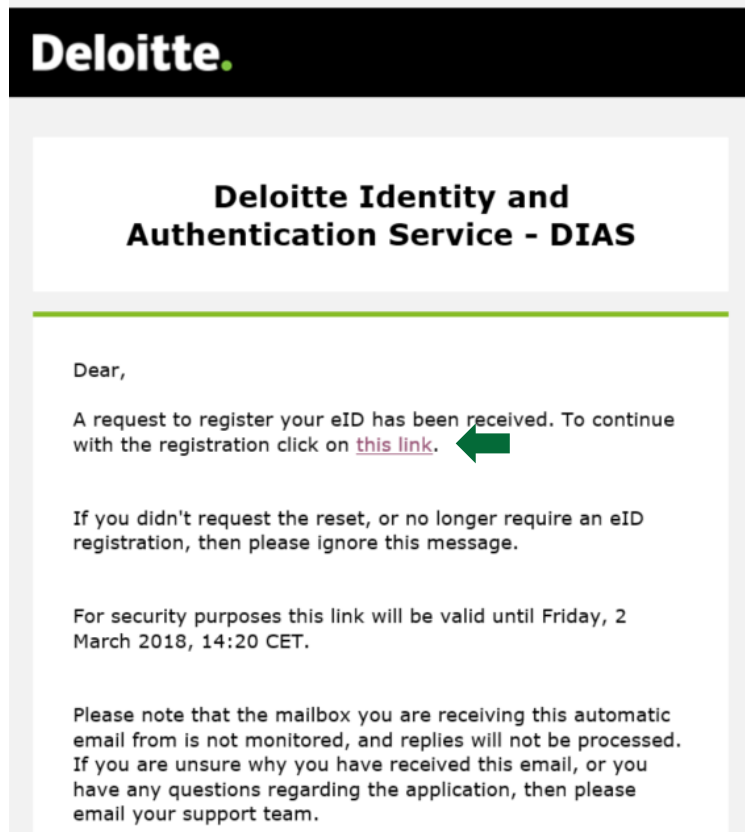 Deloitte.
Deloitte Identity and
Authentication Service - DIAS
Dear,
A request to register your eID has been received. To continue
with the registration click on this link.
If you didn't request the reset, or no longer require an eID
registration, then please ignore this message.
For security purposes this link will be valid until Friday, 2
March 2018, 14:20 CET.
Please note that the mailbox you are receiving this automatic
email from is not monitored, and replies will not be processed.
If you are unsure why you have received this email, or you
have any questions regarding the application, then please
email your support team.